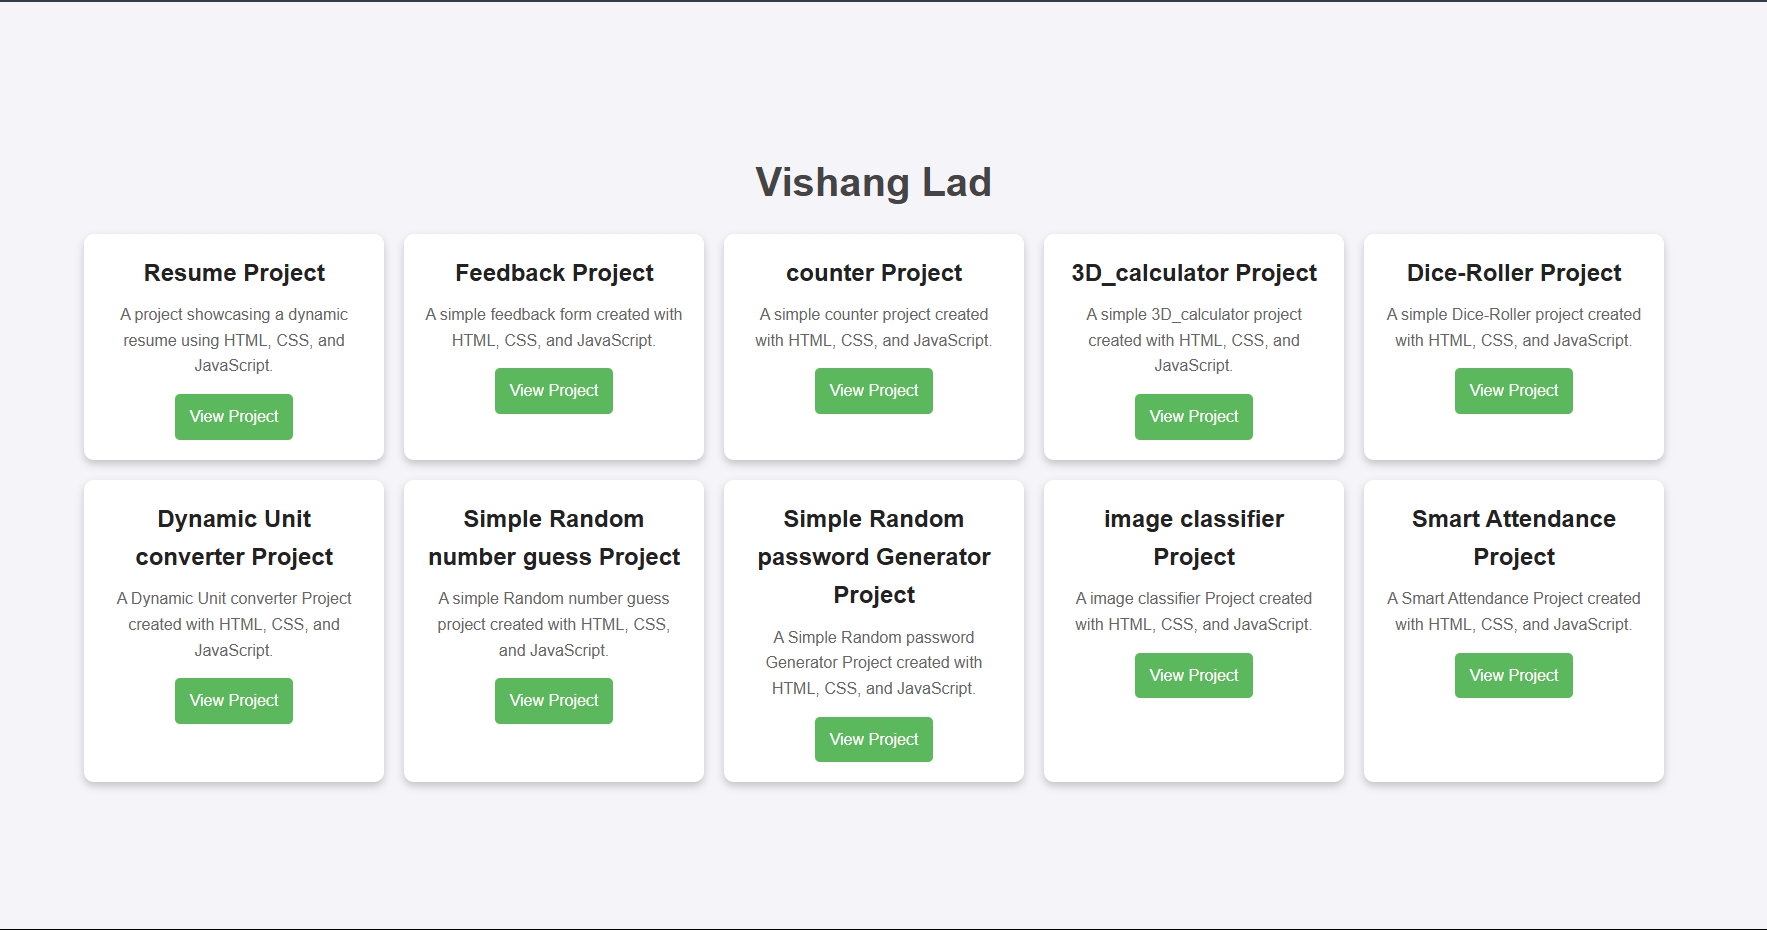 Vishang Lad
Resume Project
A project showcasing a dynamic
resume using HTML, CSS, and
JavaScript.
View Project
Feedback Project
A simple feedback form created with
HTML, CSS, and JavaScript.
View Project
counter Project
A simple counter project created
with HTML, CSS, and JavaScript.
View Project
3D_calculator Project
A simple 3D_calculator project
created with HTML, CSS, and
JavaScript.
View Project
Dice-Roller Project
A simple Dice-Roller project created
with HTML, CSS, and JavaScript.
View Project
Dynamic Unit
converter Project
A Dynamic Unit converter Project
created with HTML, CSS, and
JavaScript.
View Project
Simple Random
number guess Project
A simple Random number guess
project created with HTML, CSS,
and JavaScript.
View Project
Simple Random
password Generator
Project
A Simple Random password
Generator Project created with
HTML, CSS, and JavaScript.
View Project
image classifier
Project
A image classifier Project created
with HTML, CSS, and JavaScript.
View Project
Smart Attendance
Project
A Smart Attendance Project created
with HTML, CSS, and JavaScript.
View Project